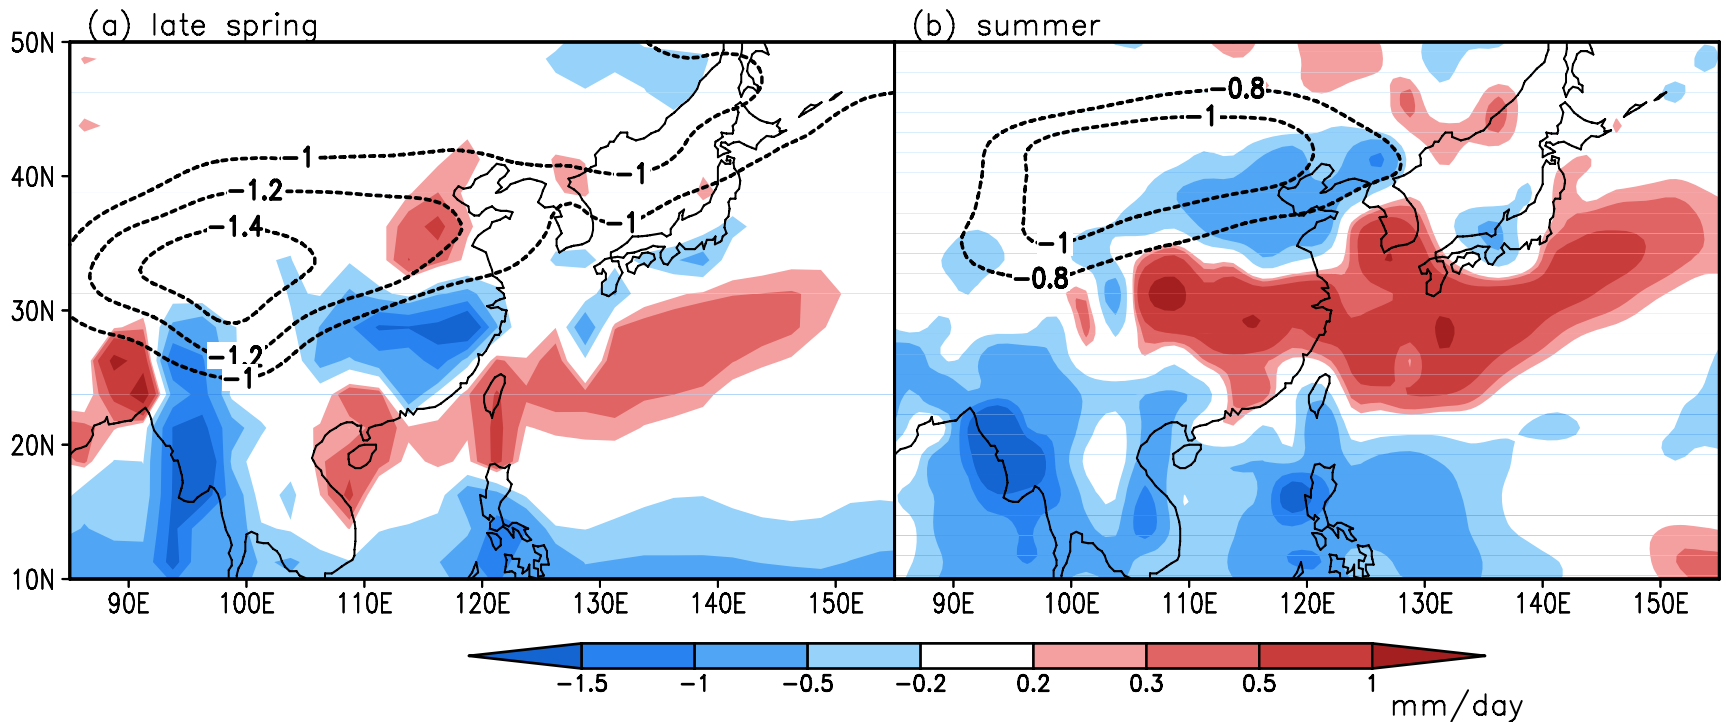 (a) late spring
(b) summer
50N
40N
30N
20N
10N
-1
-1.2
-1.4
-1
-1
-1.2
-1
-0.8
-1
-1
-0.8
90E 100E 110E 120E 130E 140E 150E
90E 100E 110E 120E 130E 140E 150E
-1.5 -1 -0.5 -0.2 0.2 0.3 0.5 1
mm/day